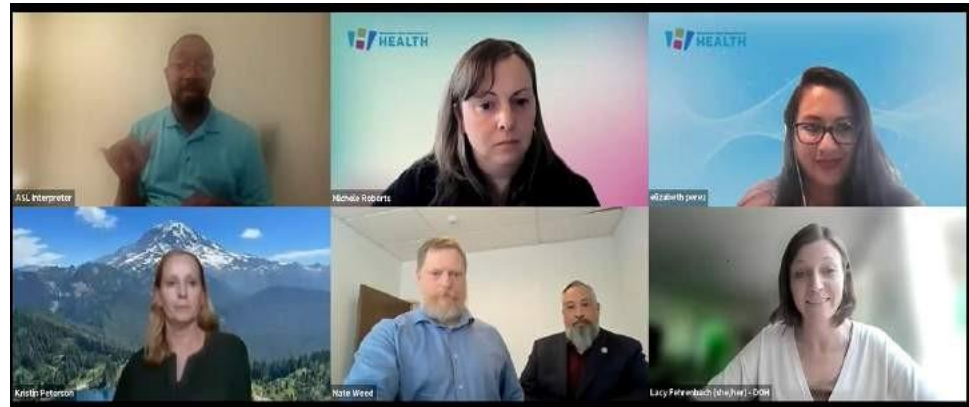 HEALTH
HEALTH
ASL Interpreter
Michele Roberts
elizabeth perez
Kristin Peterson
Nate Weed
Lacy Fehrenbach (she/her) - DOH